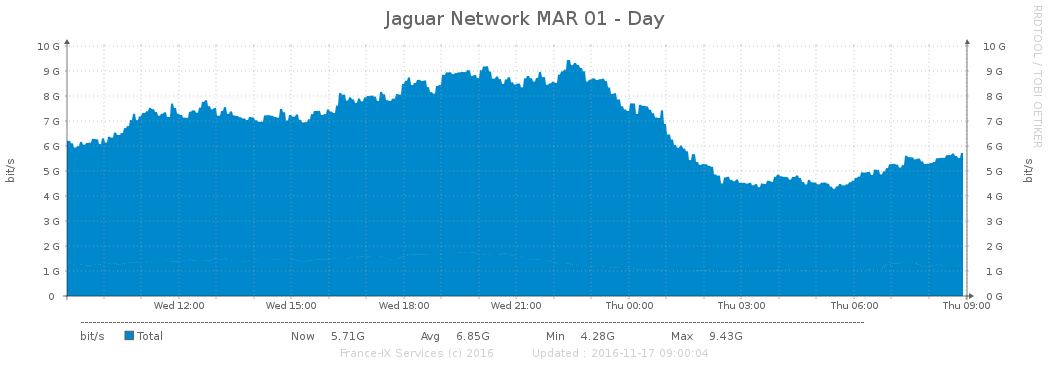 Jaguar Network MAR 01 - Day
RRDTOOL / TOBI OETIKER
10 G 10 G
9 G 9 G
8 G 8 G
7 G 7 G
6 G 6 G
5 G 5 G
4 G 4 G
3 G 3 G
2 G 2 G
1 G 1 G
0 0 G
bit/s bit/s
Wed 12:00 Wed 15:00 Wed 18:00 Wed 21:00 Thu 00:00 Thu 03:00 Thu 06:00 Thu 09:00
bit/s Total Now 5.71G Avg 6.85G Min 4.28G Max 9.43G
France-IX Services (c) 2016 Updated : 2016-11-17 09:00:04